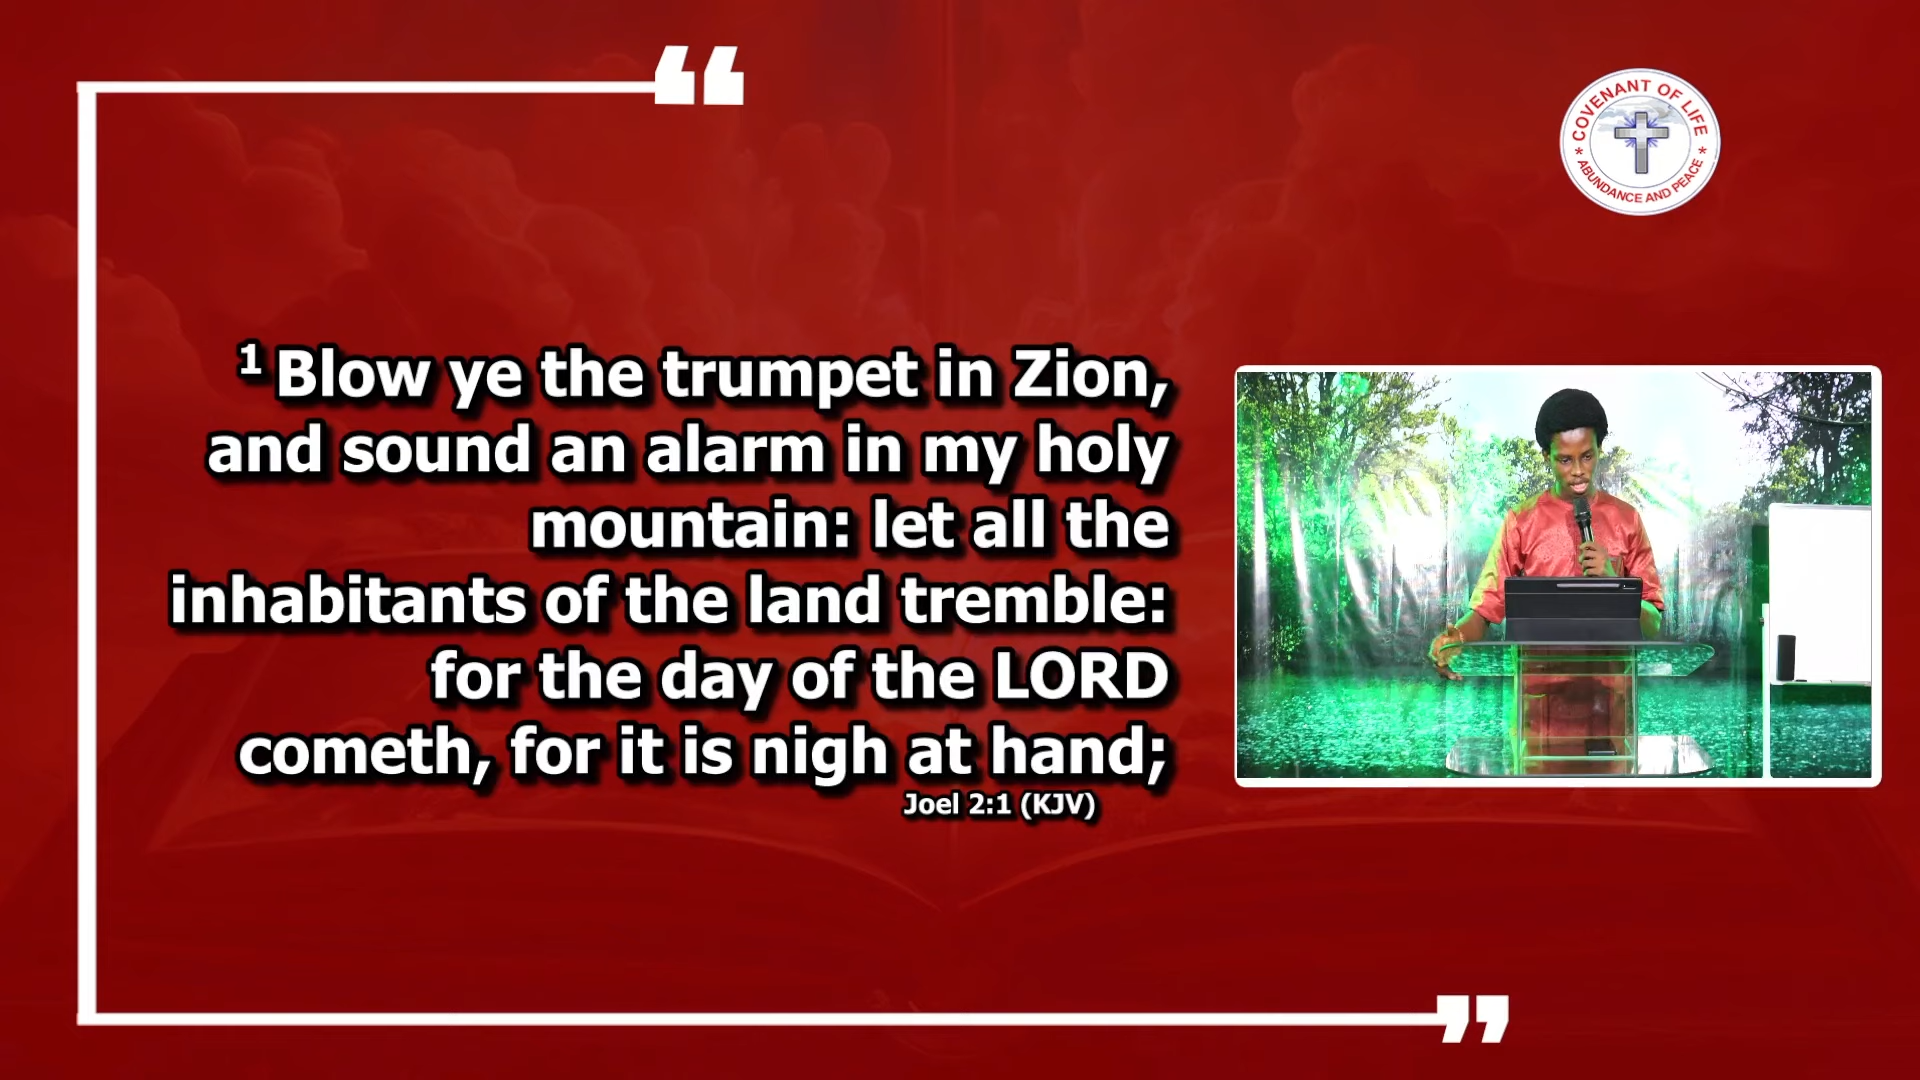 COVENANT OF LIFE
* ABUNDANCE AND PEACE *
1 Blow ye the trumpet in Zion,
and sound an alarm in my holy
mountain: let all the
inhabitants of the land tremble:
for the day of the LORD
cometh, for it is nigh at hand;
Joel 2:1 (KJV)